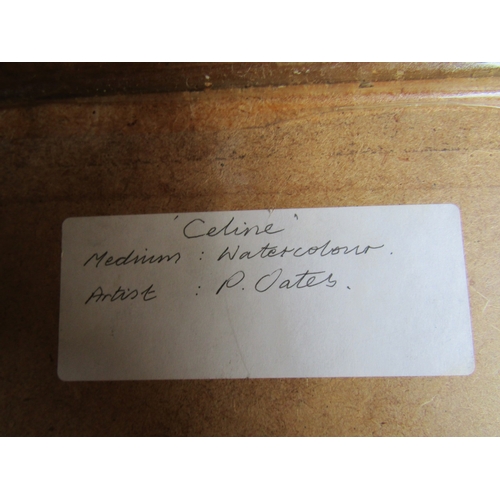 "Celine"
Medium : Watercolour.
Artist : P. Oates.